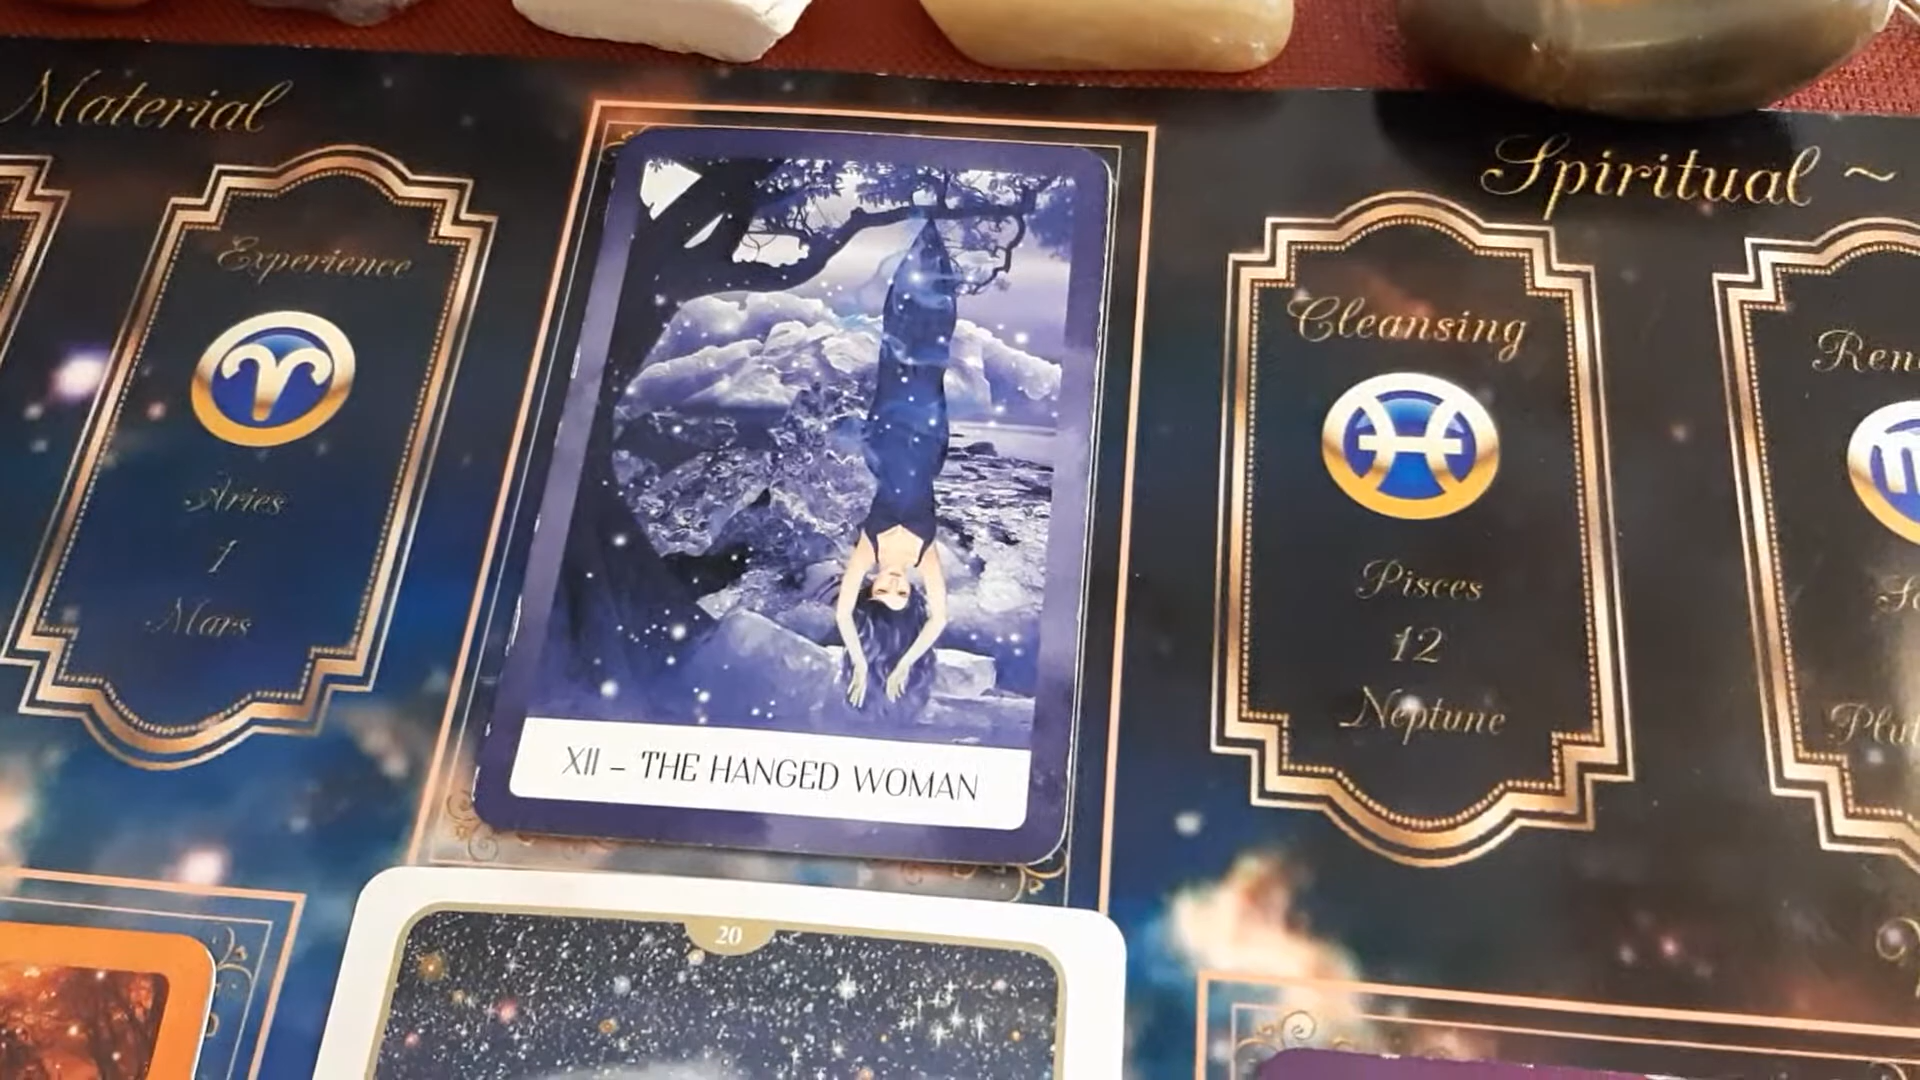 Material
Spiritual ~
Experience
Aries
1
Mars
XII – THE HANGED WOMAN
Cleansing
Pisces
12
Neptune
20